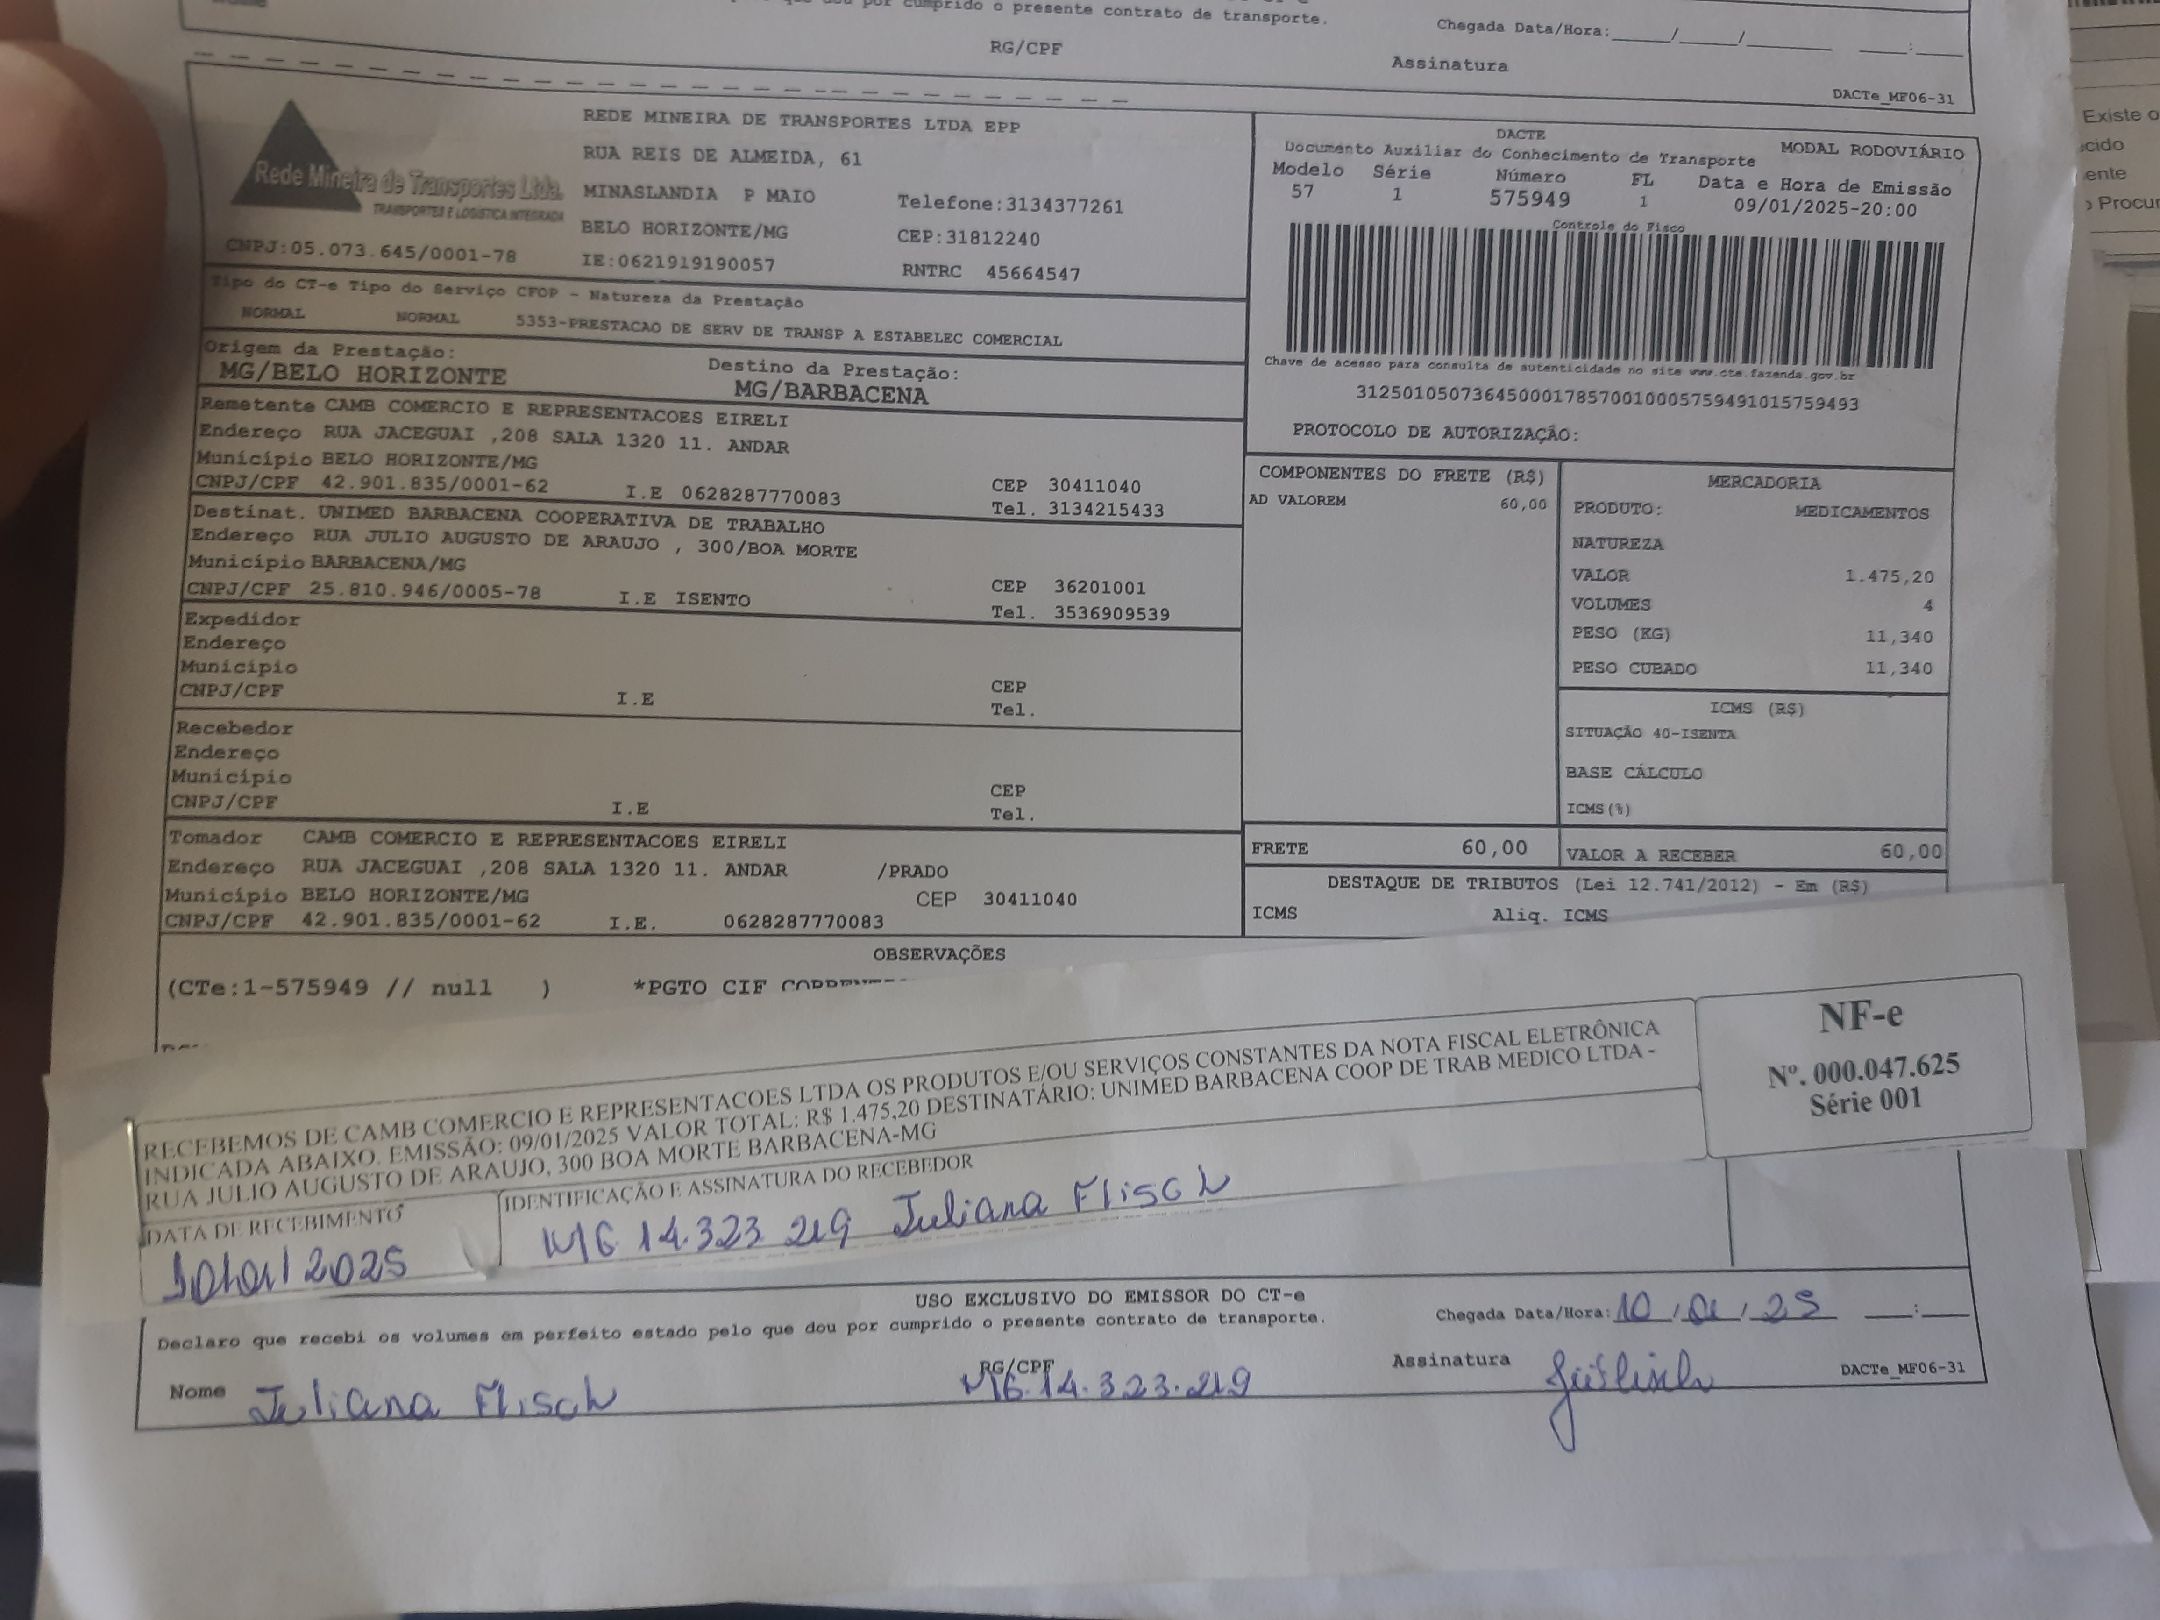 por cumprido o presente contrato de transporte.
Chegada Data/Hora:____/____/____ __:__
RG/CPF
Assinatura
DACTe_MF06-31
Rede Mineira de Transportes Ltda.
TRANSPORTES E LOGÍSTICA INTEGRADA
CNPJ:05.073.645/0001-78
REDE MINEIRA DE TRANSPORTES LTDA EPP
RUA REIS DE ALMEIDA, 61
MINASLANDIA P MAIO Telefone:3134377261
BELO HORIZONTE/MG CEP:31812240
IE:0621919190057 RNTRC 45664547
DACTE MODAL RODOVIÁRIO
Documento Auxiliar do Conhecimento de Transporte
Modelo Série Número FL Data e Hora de Emissão
57 1 575949 1 09/01/2025-20:00
Controle do Fisco
Chave de acesso para consulta de autenticidade no site www.cte.fazenda.gov.br
31250105073645000178570010005759491015759493
PROTOCOLO DE AUTORIZAÇÃO:
Tipo do CT-e Tipo do Serviço CFOP - Natureza da Prestação
NORMAL NORMAL 5353-PRESTACAO DE SERV DE TRANSP A ESTABELEC COMERCIAL
Origem da Prestação: Destino da Prestação:
MG/BELO HORIZONTE MG/BARBACENA
Remetente CAMB COMERCIO E REPRESENTACOES EIRELI
Endereço RUA JACEGUAI ,208 SALA 1320 11. ANDAR
Município BELO HORIZONTE/MG CEP 30411040
CNPJ/CPF 42.901.835/0001-62 I.E 0628287770083 Tel. 3134215433
Destinat. UNIMED BARBACENA COOPERATIVA DE TRABALHO
Endereço RUA JULIO AUGUSTO DE ARAUJO , 300/BOA MORTE
Município BARBACENA/MG CEP 36201001
CNPJ/CPF 25.810.946/0005-78 I.E ISENTO Tel. 3536909539
Expedidor
Endereço
Município CEP
CNPJ/CPF I.E Tel.
Recebedor
Endereço
Município CEP
CNPJ/CPF I.E Tel.
Tomador CAMB COMERCIO E REPRESENTACOES EIRELI
Endereço RUA JACEGUAI ,208 SALA 1320 11. ANDAR /PRADO
Município BELO HORIZONTE/MG CEP 30411040
CNPJ/CPF 42.901.835/0001-62 I.E. 0628287770083
COMPONENTES DO FRETE (R$)
AD VALOREM 60,00
MERCADORIA
PRODUTO: MEDICAMENTOS
NATUREZA
VALOR 1.475,20
VOLUMES 4
PESO (KG) 11,340
PESO CUBADO 11,340
ICMS (R$)
SITUAÇÃO 40-ISENTA
BASE CÁLCULO
ICMS(%)
FRETE 60,00 VALOR A RECEBER 60,00
DESTAQUE DE TRIBUTOS (Lei 12.741/2012) - Em (R$)
ICMS Aliq. ICMS
OBSERVAÇÕES
(CTe:1-575949 // null ) *PGTO CIF
RECEBEMOS DE CAMB COMERCIO E REPRESENTACOES LTDA OS PRODUTOS E/OU SERVIÇOS CONSTANTES DA NOTA FISCAL ELETRÔNICA
INDICADA ABAIXO. EMISSÃO: 09/01/2025 VALOR TOTAL: R$ 1.475,20 DESTINATÁRIO: UNIMED BARBACENA COOP DE TRAB MEDICO LTDA -
RUA JULIO AUGUSTO DE ARAUJO, 300 BOA MORTE BARBACENA-MG
NF-e
Nº. 000.047.625
Série 001
DATA DE RECEBIMENTO IDENTIFICAÇÃO E ASSINATURA DO RECEBEDOR
10/01/2025 MG 14.323 219 Juliana Flisch
USO EXCLUSIVO DO EMISSOR DO CT-e
Declaro que recebi os volumes em perfeito estado pelo que dou por cumprido o presente contrato de transporte.
Chegada Data/Hora: 10/01/25 __:__
Nome Juliana Flisch RG/CPF MG.14.323.219 Assinatura JuFlisch
DACTe_MF06-31
Existe o
cido
ente
Procur